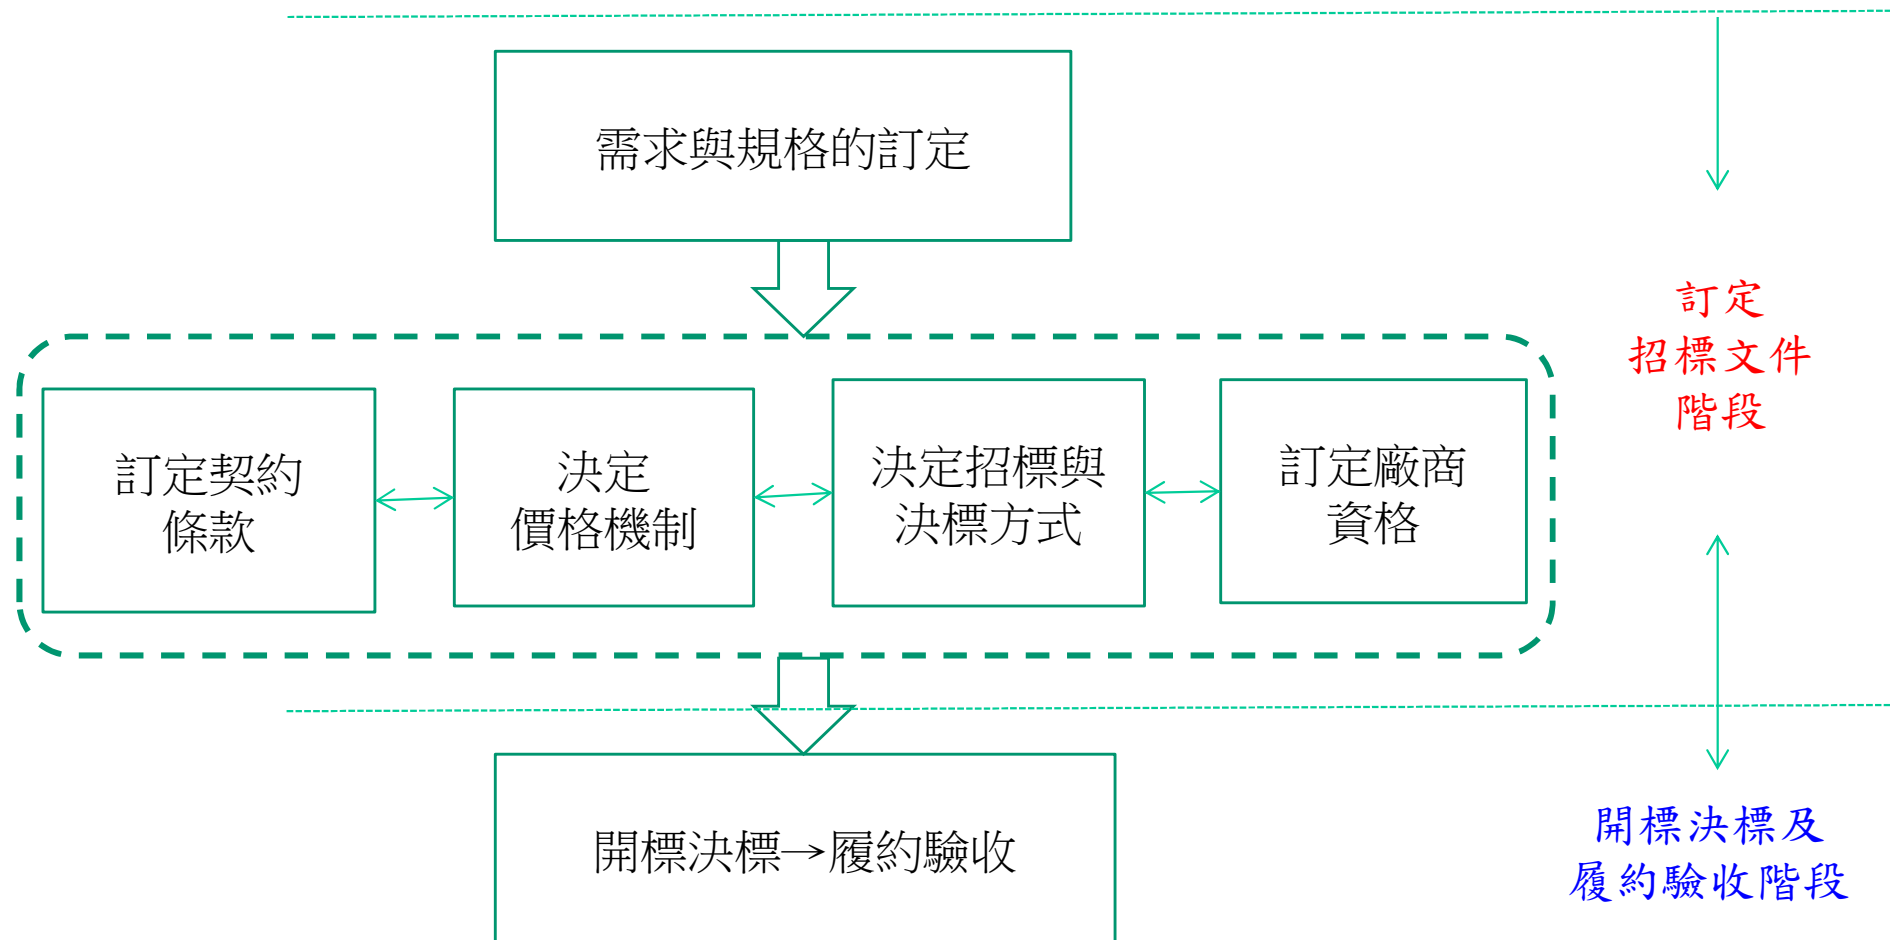 需求與規格的訂定
訂定
招標文件
階段
訂定契約
條款
決定
價格機制
決定招標與
決標方式
訂定廠商
資格
開標決標→履約驗收
開標決標及
履約驗收階段